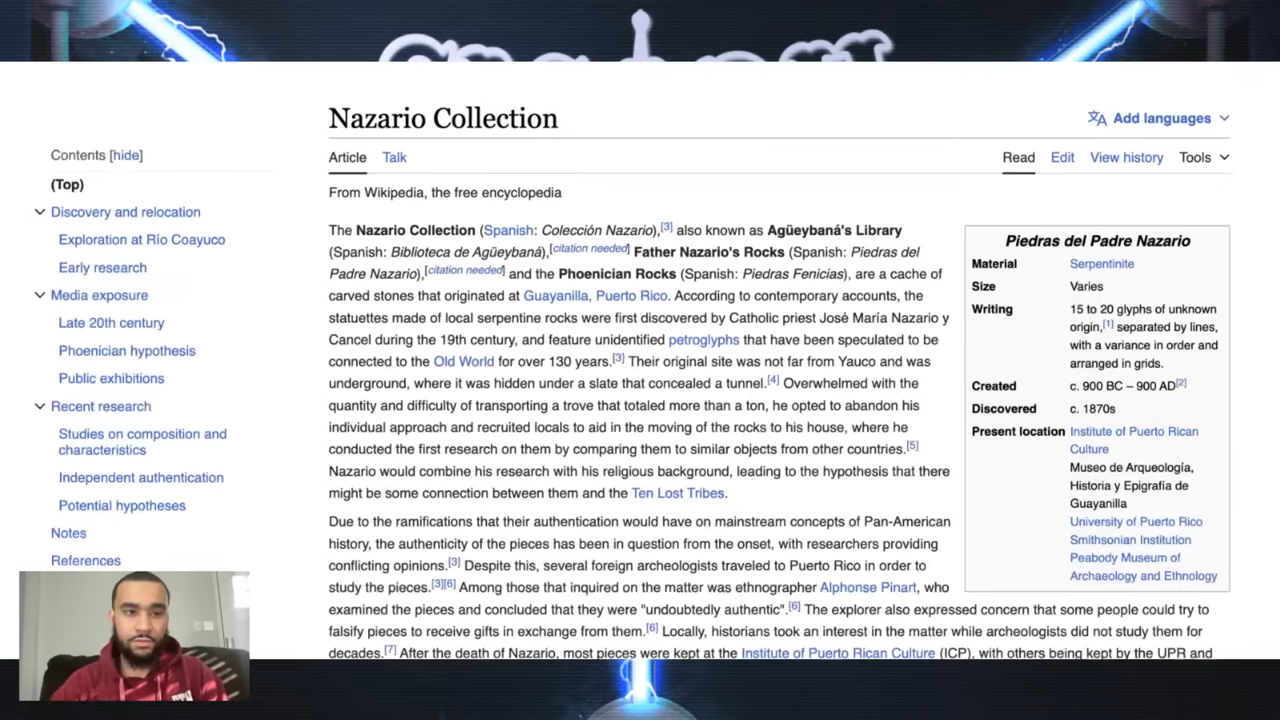 Nazario Collection
Add languages
Contents [hide]
Article Talk
Read Edit View history Tools
(Top)
From Wikipedia, the free encyclopedia
Discovery and relocation
Exploration at Río Coayuco
Early research
Media exposure
Late 20th century
Phoenician hypothesis
Public exhibitions
Recent research
Studies on composition and
characteristics
Independent authentication
Potential hypotheses
Notes
References
The Nazario Collection (Spanish: Colección Nazario),[3] also known as Agüeybaná's Library
(Spanish: Biblioteca de Agüeybaná),[citation needed] Father Nazario's Rocks (Spanish: Piedras del
Padre Nazario),[citation needed] and the Phoenician Rocks (Spanish: Piedras Fenicias), are a cache of
carved stones that originated at Guayanilla, Puerto Rico. According to contemporary accounts, the
statuettes made of local serpentine rocks were first discovered by Catholic priest José María Nazario y
Cancel during the 19th century, and feature unidentified petroglyphs that have been speculated to be
connected to the Old World for over 130 years.[3] Their original site was not far from Yauco and was
underground, where it was hidden under a slate that concealed a tunnel.[4] Overwhelmed with the
quantity and difficulty of transporting a trove that totaled more than a ton, he opted to abandon his
individual approach and recruited locals to aid in the moving of the rocks to his house, where he
conducted the first research on them by comparing them to similar objects from other countries.[5]
Nazario would combine his research with his religious background, leading to the hypothesis that there
might be some connection between them and the Ten Lost Tribes.
Due to the ramifications that their authentication would have on mainstream concepts of Pan-American
history, the authenticity of the pieces has been in question from the onset, with researchers providing
conflicting opinions.[3] Despite this, several foreign archeologists traveled to Puerto Rico in order to
study the pieces.[3][6] Among those that inquired on the matter was ethnographer Alphonse Pinart, who
examined the pieces and concluded that they were "undoubtedly authentic".[6] The explorer also expressed concern that some people could try to
falsify pieces to receive gifts in exchange from them.[6] Locally, historians took an interest in the matter while archeologists did not study them for
decades.[7] After the death of Nazario, most pieces were kept at the Institute of Puerto Rican Culture (ICP), with others being kept by the UPR and
Piedras del Padre Nazario
Material Serpentinite
Size Varies
Writing 15 to 20 glyphs of unknown
origin,[1] separated by lines,
with a variance in order and
arranged in grids.
Created c. 900 BC – 900 AD[2]
Discovered c. 1870s
Present location Institute of Puerto Rican
Culture
Museo de Arqueología,
Historia y Epigrafía de
Guayanilla
University of Puerto Rico
Smithsonian Institution
Peabody Museum of
Archaeology and Ethnology